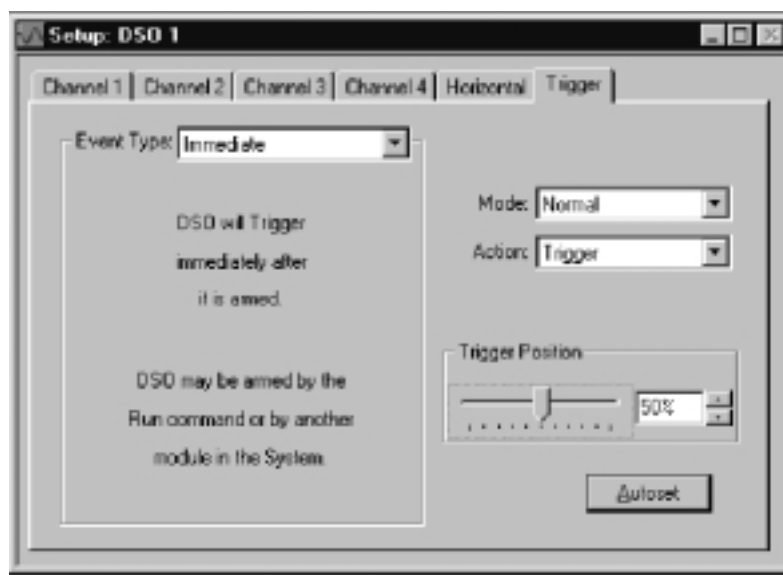 Setup: DSO 1
Channel 1 Channel 2 Channel 3 Channel 4 Horizontal Trigger
Event Type: Immediate
DSO will Trigger
immediately after
it is armed.
DSO may be armed by the
Run command or by another
module in the System.
Mode: Normal
Action: Trigger
Trigger Position
50%
Autoset